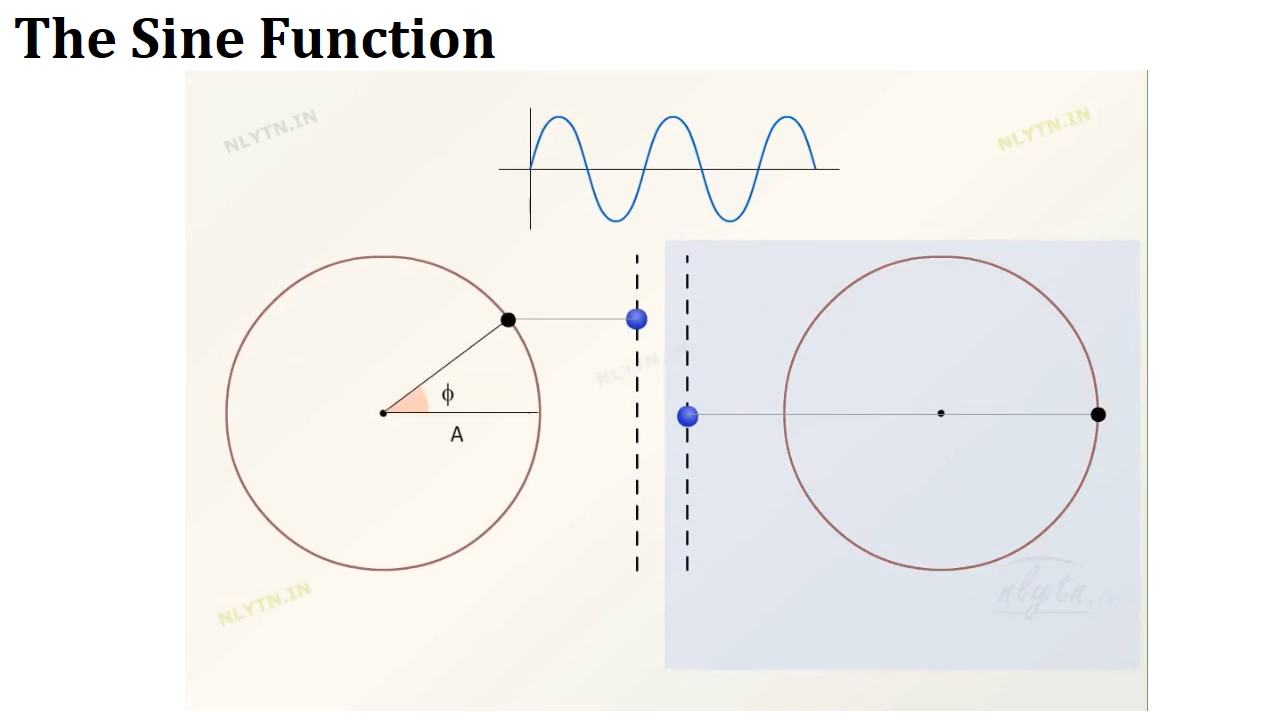 The Sine Function
NLYTN.IN
NLYTN.IN
ϕ
A
NLYTN.IN
nlytn.in